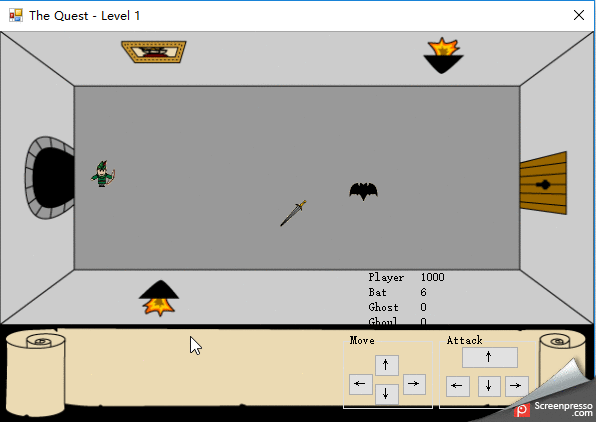 The Quest - Level 1
Player 1000
Bat 6
Ghost 0
Ghoul 0
Move
Attack
↑
↑
← →
← ↓ →
↓
Screenpresso
.com